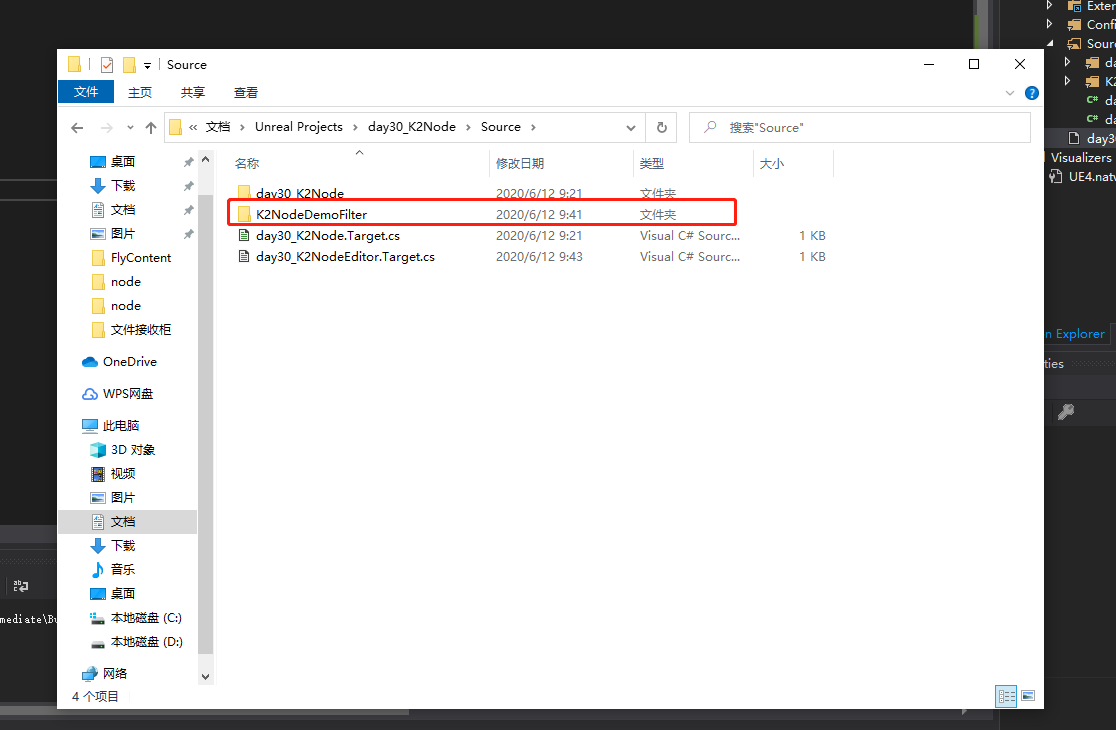 Source
文件 主页 共享 查看
« 文档 > Unreal Projects > day30_K2Node > Source >
搜索"Source"
名称 修改日期 类型 大小
day30_K2Node 2020/6/12 9:21 文件夹
K2NodeDemoFilter 2020/6/12 9:41 文件夹
day30_K2Node.Target.cs 2020/6/12 9:21 Visual C# Sourc... 1 KB
day30_K2NodeEditor.Target.cs 2020/6/12 9:43 Visual C# Sourc... 1 KB
桌面
下载
文档
图片
FlyContent
node
node
文件接收柜
OneDrive
WPS网盘
此电脑
3D 对象
视频
图片
文档
下载
音乐
桌面
本地磁盘 (C:)
本地磁盘 (D:)
网络
4 个项目
Exter
Confi
Sourc
da
K2
C# da
C# da
day3
Visualizers
UE4.natv
n Explorer
ties
mediate\Bu